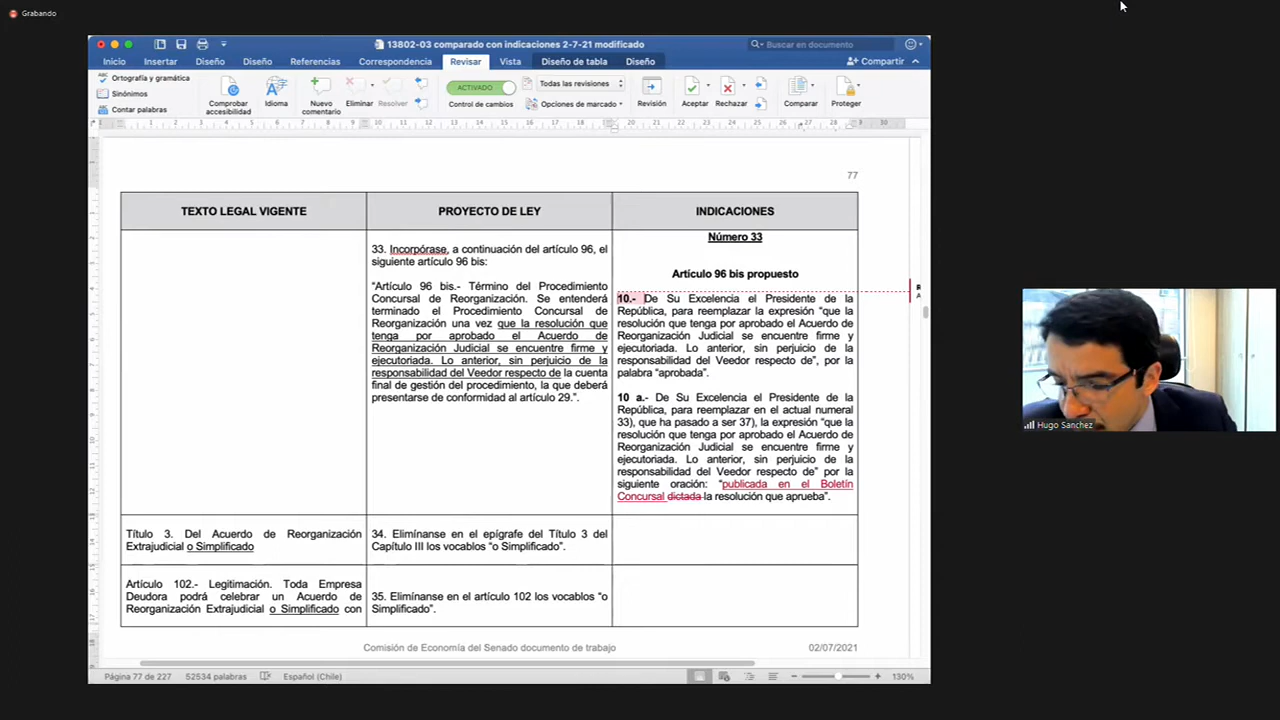 Grabando
13802-03 comparado con indicaciones 2-7-21 modificado
Buscar en documento
Inicio Insertar Diseño Diseño Referencias Correspondencia Revisar Vista Diseño de tabla Diseño Compartir
Ortografía y gramática
Sinónimos
Contar palabras
Comprobar
accesibilidad
Idioma
Nuevo
comentario
Eliminar
Resolver
ACTIVADO
Control de cambios
Todas las revisiones
Opciones de marcado
Revisión
Aceptar
Rechazar
Comparar
Proteger
77
TEXTO LEGAL VIGENTE
PROYECTO DE LEY
INDICACIONES
33. Incorpórase, a continuación del artículo 96, el
siguiente artículo 96 bis:
“Artículo 96 bis.- Término del Procedimiento
Concursal de Reorganización. Se entenderá
terminado el Procedimiento Concursal de
Reorganización una vez que la resolución que
tenga por aprobado el Acuerdo de
Reorganización Judicial se encuentre firme y
ejecutoriada. Lo anterior, sin perjuicio de la
responsabilidad del Veedor respecto de la cuenta
final de gestión del procedimiento, la que deberá
presentarse de conformidad al artículo 29.”.
Número 33
Artículo 96 bis propuesto
10.- De Su Excelencia el Presidente de la
República, para reemplazar la expresión “que la
resolución que tenga por aprobado el Acuerdo de
Reorganización Judicial se encuentre firme y
ejecutoriada. Lo anterior, sin perjuicio de la
responsabilidad del Veedor respecto de”, por la
palabra “aprobada”.
10 a.- De Su Excelencia el Presidente de la
República, para reemplazar en el actual numeral
33), que ha pasado a ser 37), la expresión “que la
resolución que tenga por aprobado el Acuerdo de
Reorganización Judicial se encuentre firme y
ejecutoriada. Lo anterior, sin perjuicio de la
responsabilidad del Veedor respecto de” por la
siguiente oración: “publicada en el Boletín
Concursal dictada la resolución que aprueba”.
Título 3. Del Acuerdo de Reorganización
Extrajudicial o Simplificado
34. Elimínanse en el epígrafe del Título 3 del
Capítulo III los vocablos “o Simplificado”.
Artículo 102.- Legitimación. Toda Empresa
Deudora podrá celebrar un Acuerdo de
Reorganización Extrajudicial o Simplificado con
35. Elimínanse en el artículo 102 los vocablos “o
Simplificado”.
Comisión de Economía del Senado documento de trabajo
02/07/2021
Página 77 de 227 52534 palabras Español (Chile) 130%
Hugo Sanchez